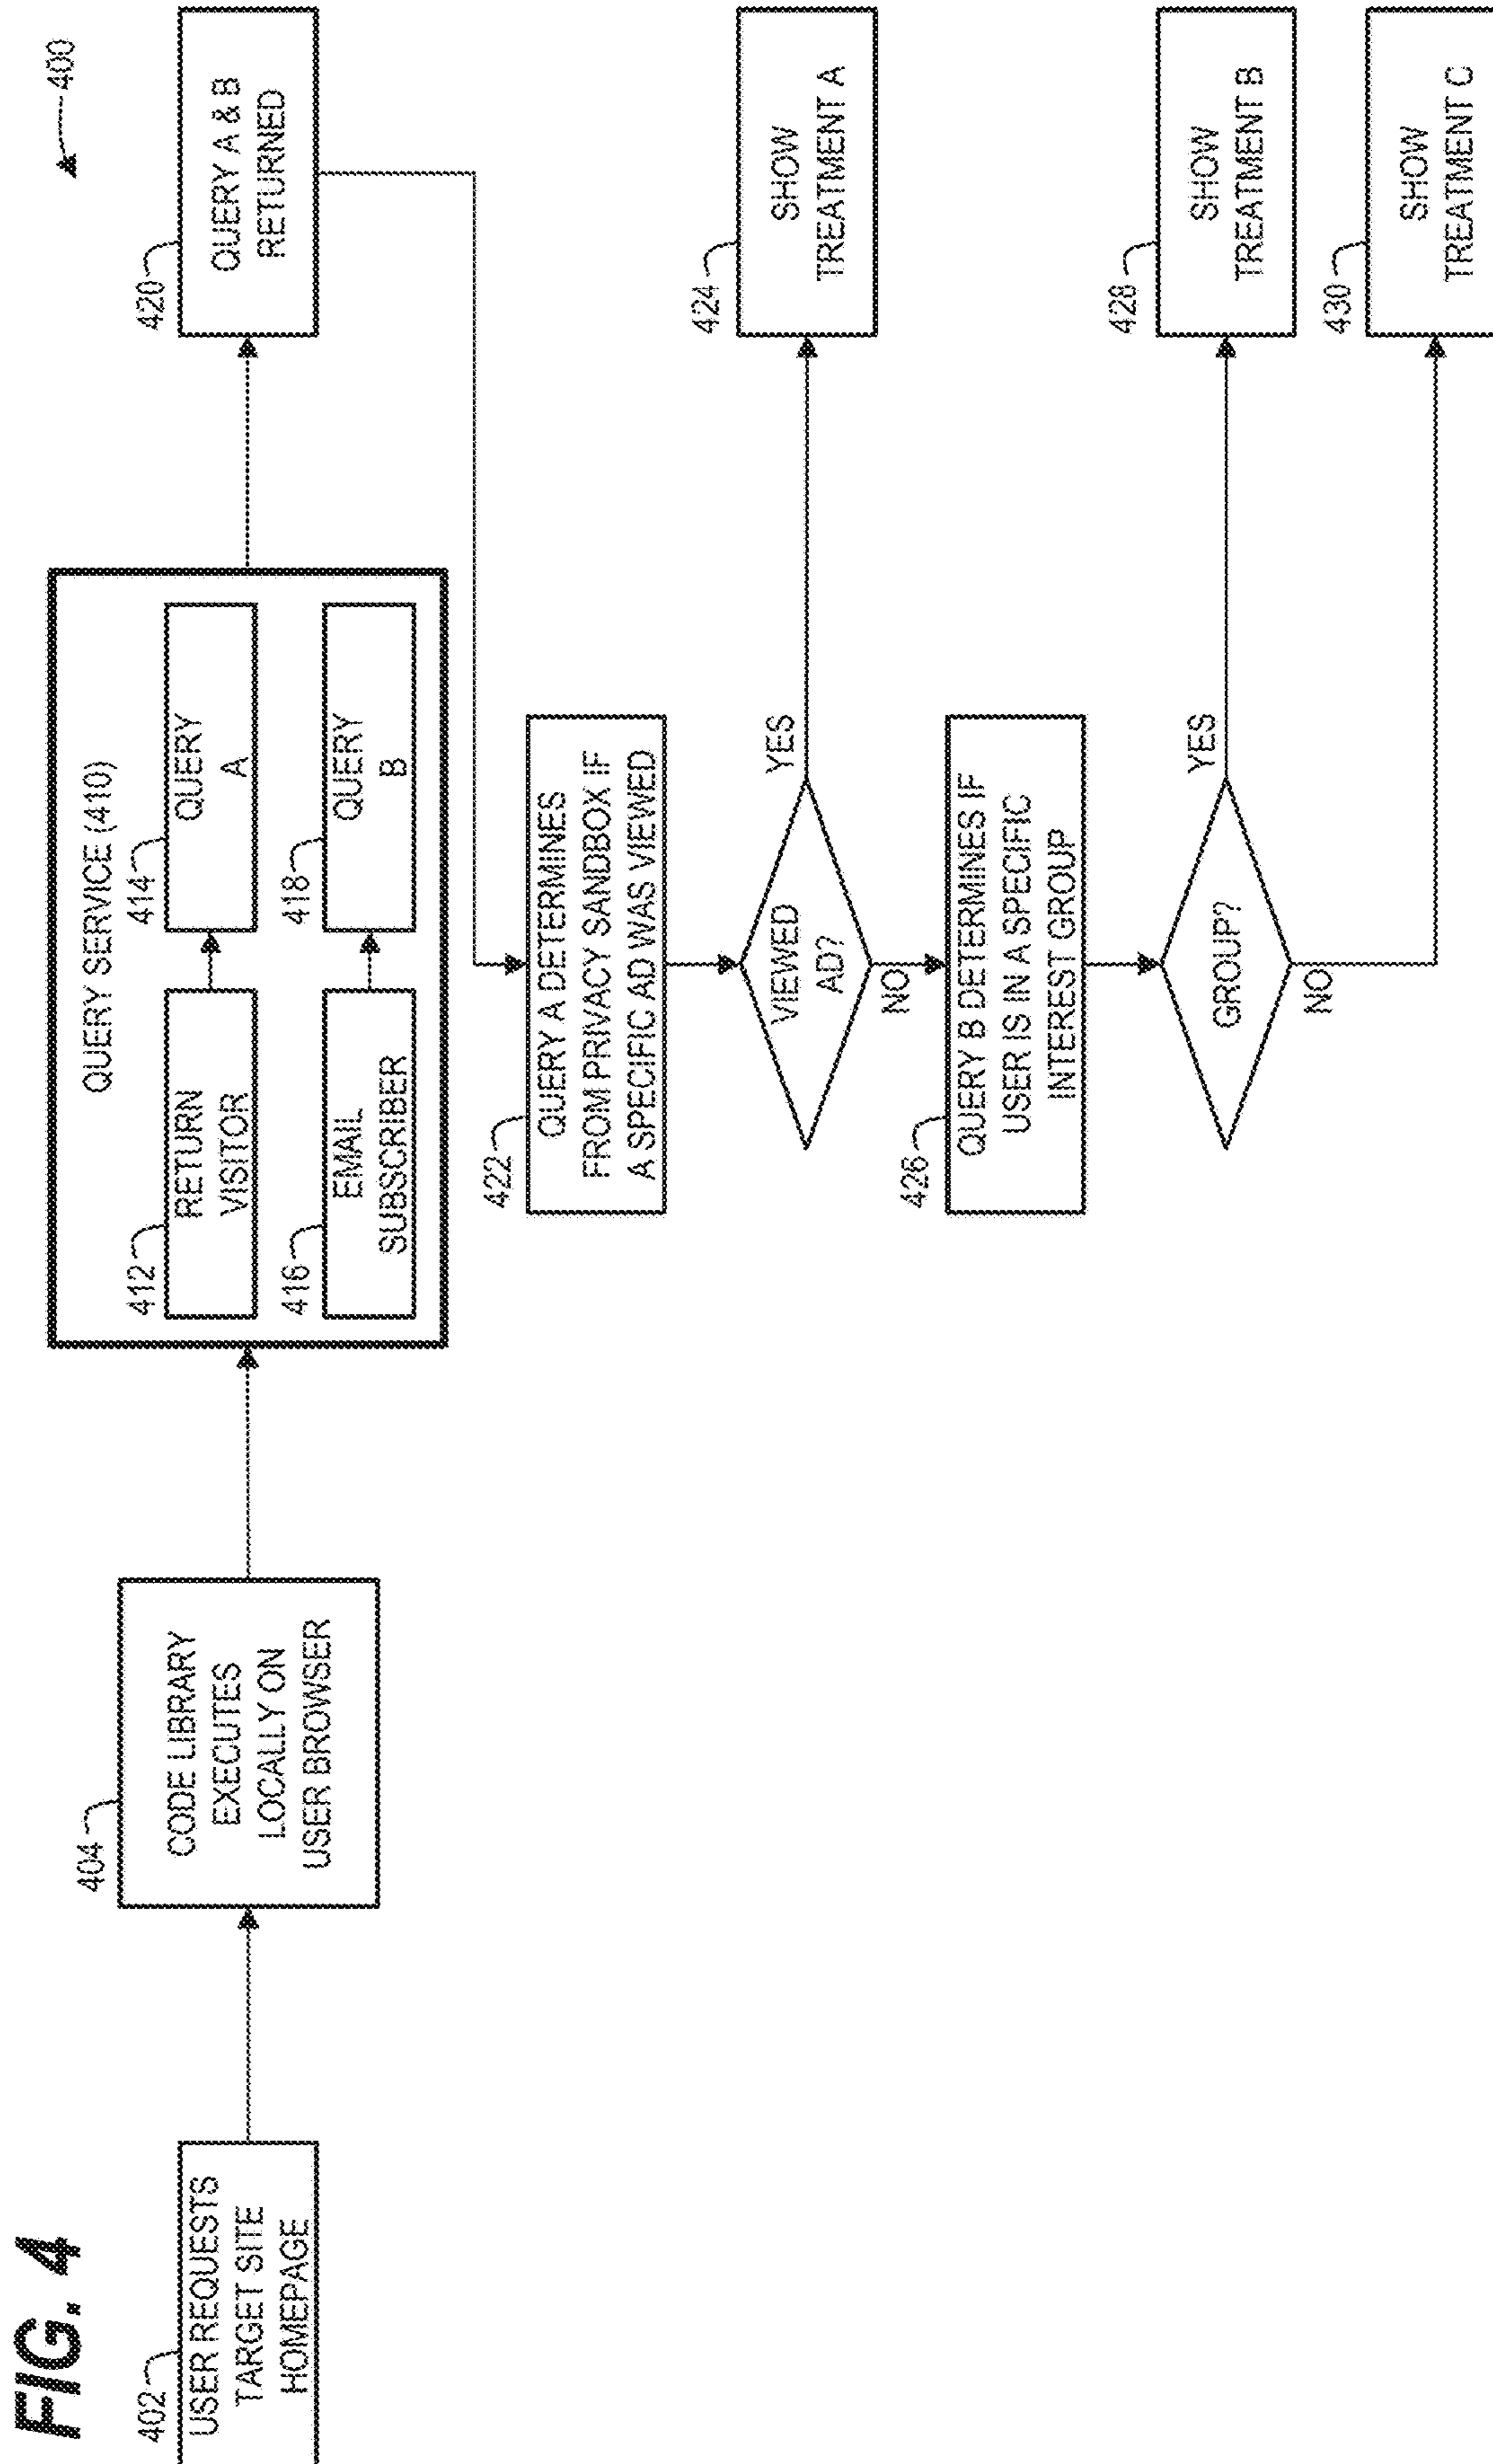 FIG. 4
400
402
USER REQUESTS
TARGET SITE
HOMEPAGE
404
CODE LIBRARY
EXECUTES
LOCALLY ON
USER BROWSER
QUERY SERVICE (410)
412
RETURN
VISITOR
414
QUERY
A
416
EMAIL
SUBSCRIBER
418
QUERY
B
420
QUERY A & B
RETURNED
422
QUERY A DETERMINES
FROM PRIVACY SANDBOX IF
A SPECIFIC AD WAS VIEWED
VIEWED
AD?
YES
NO
424
SHOW
TREATMENT A
426
QUERY B DETERMINES IF
USER IS IN A SPECIFIC
INTEREST GROUP
GROUP?
YES
NO
428
SHOW
TREATMENT B
430
SHOW
TREATMENT C